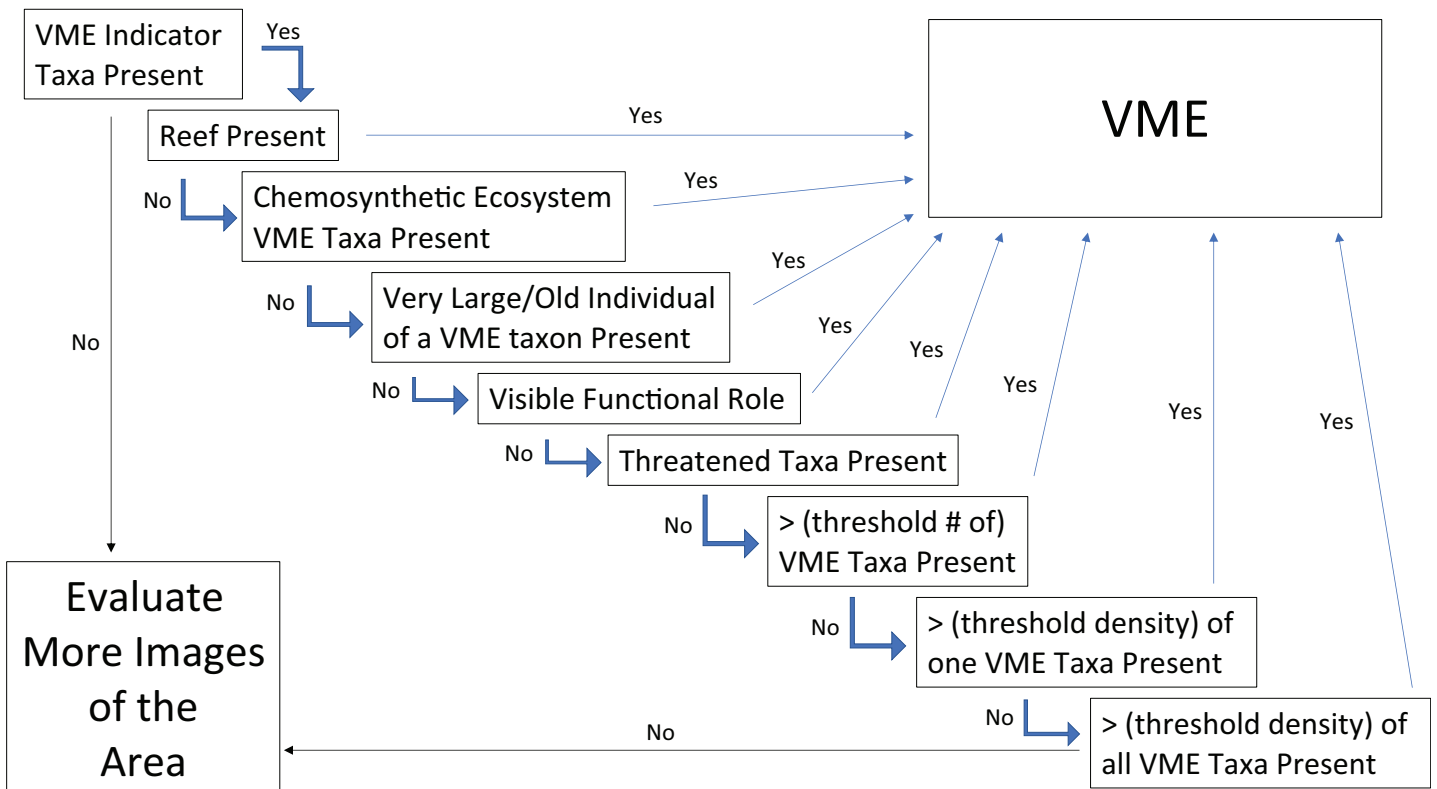 VME Indicator
Taxa Present
Yes
VME
Reef Present
Yes
No
Chemosynthetic Ecosystem
VME Taxa Present
Yes
No
Very Large/Old Individual
of a VME taxon Present
Yes
No
Visible Functional Role
Yes
No
Threatened Taxa Present
Yes
No
> (threshold # of)
VME Taxa Present
Yes
No
> (threshold density) of
one VME Taxa Present
Yes
No
> (threshold density) of
all VME Taxa Present
Yes
No
No
Evaluate
More Images
of the
Area